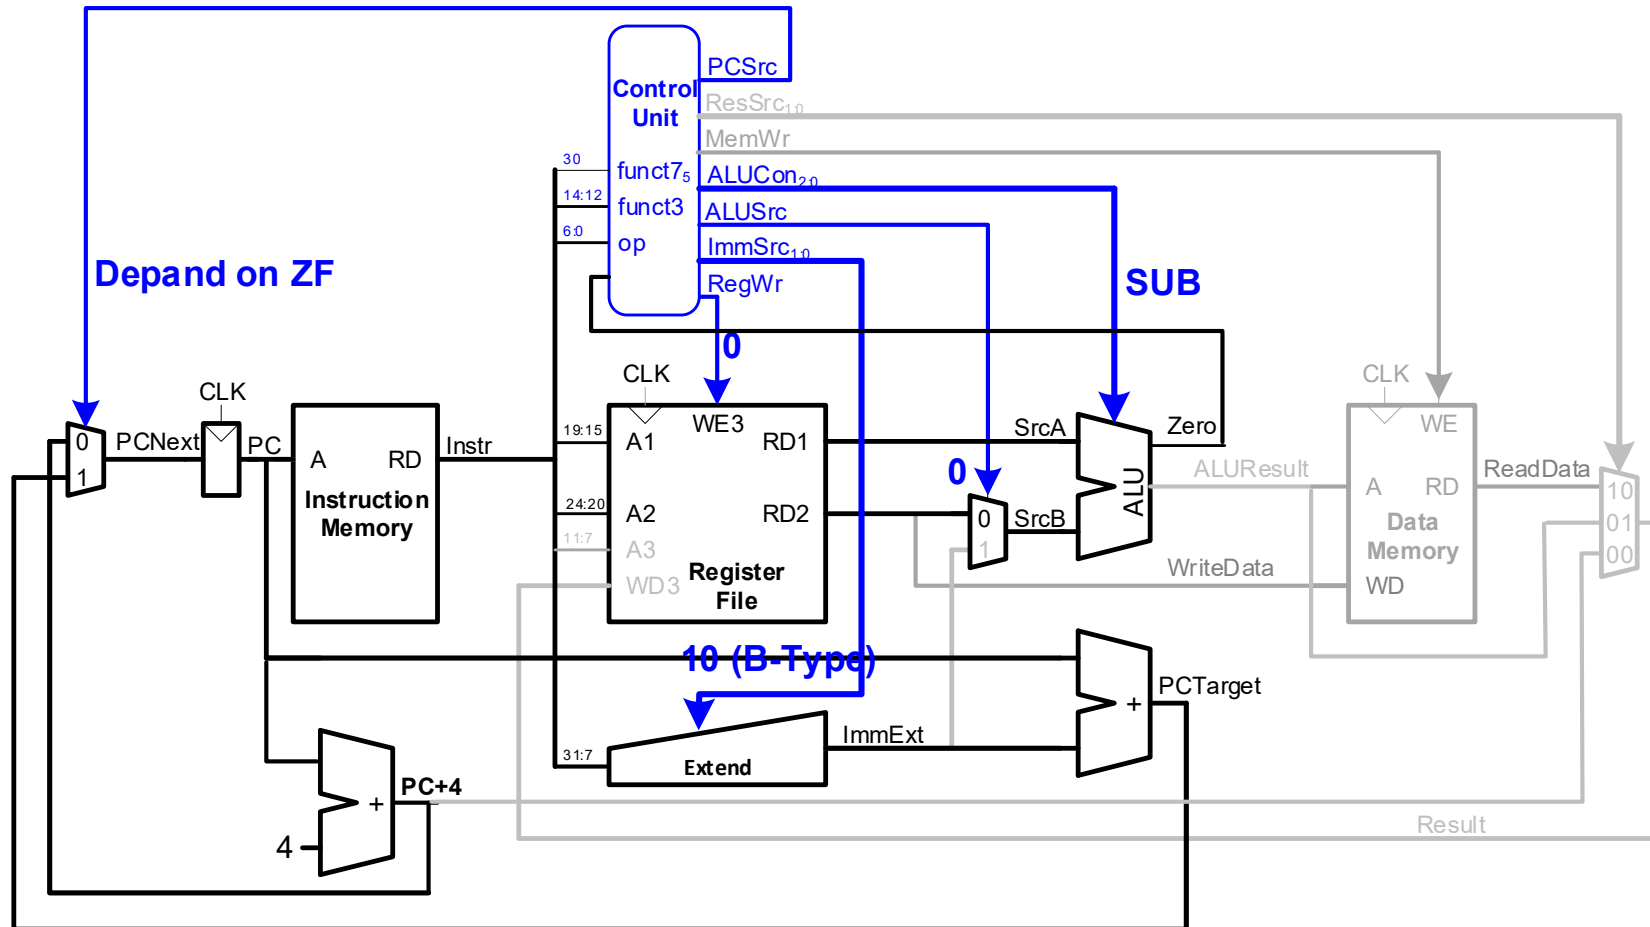 PCSrc
Control
Unit
ResSrc1:0
MemWr
30
funct75
ALUCon2:0
14:12
funct3
ALUSrc
6:0
op
ImmSrc1:0
RegWr
Depand on ZF
SUB
0
CLK
CLK
CLK
0
1
PCNext
PC
A
RD
Instr
Instruction
Memory
19:15
A1
WE3
RD1
24:20
A2
RD2
11:7
A3
WD3
Register
File
SrcA
0
0
1
SrcB
ALU
Zero
ALUResult
WE
A
RD
Data
Memory
WD
ReadData
WriteData
10
01
00
10 (B-Type)
PCTarget
+
ImmExt
31:7
Extend
PC+4
+
4
Result